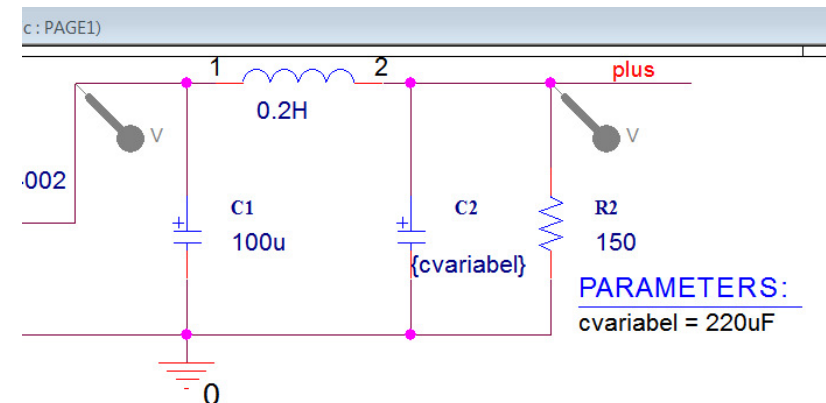 c : PAGE1)
1
2
plus
0.2H
V
V
-002
C1
100u
C2
{cvariabel}
R2
150
PARAMETERS:
cvariabel = 220uF
0